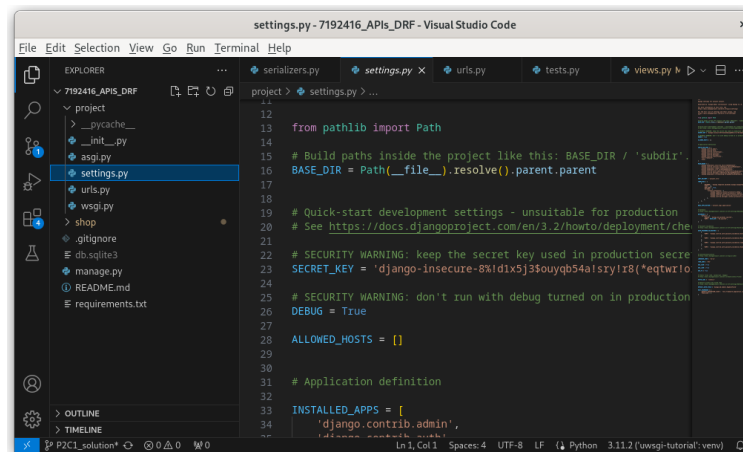 settings.py - 7192416_APIs_DRF - Visual Studio Code
File Edit Selection View Go Run Terminal Help
EXPLORER
7192416_APIS_DRF
project
__pycache__
__init__.py
asgi.py
settings.py
urls.py
wsgi.py
shop
.gitignore
db.sqlite3
manage.py
README.md
requirements.txt
OUTLINE
TIMELINE
serializers.py settings.py urls.py tests.py views.py M
project > settings.py > ...
11
12
13 from pathlib import Path
14
15 # Build paths inside the project like this: BASE_DIR / 'subdir'.
16 BASE_DIR = Path(__file__).resolve().parent.parent
17
18
19 # Quick-start development settings - unsuitable for production
20 # See https://docs.djangoproject.com/en/3.2/howto/deployment/che
21
22 # SECURITY WARNING: keep the secret key used in production secre
23 SECRET_KEY = 'django-insecure-8%!d1x5j3$ouyqb54a!sry!r8(*eqtwr!o
24
25 # SECURITY WARNING: don't run with debug turned on in production
26 DEBUG = True
27
28 ALLOWED_HOSTS = []
29
30
31 # Application definition
32
33 INSTALLED_APPS = [
34 'django.contrib.admin',
35 'django.contrib.auth'
1
4
P2C1_solution* 0 0 0 Ln 1, Col 1 Spaces: 4 UTF-8 LF Python 3.11.2 ('uwsgi-tutorial': venv)